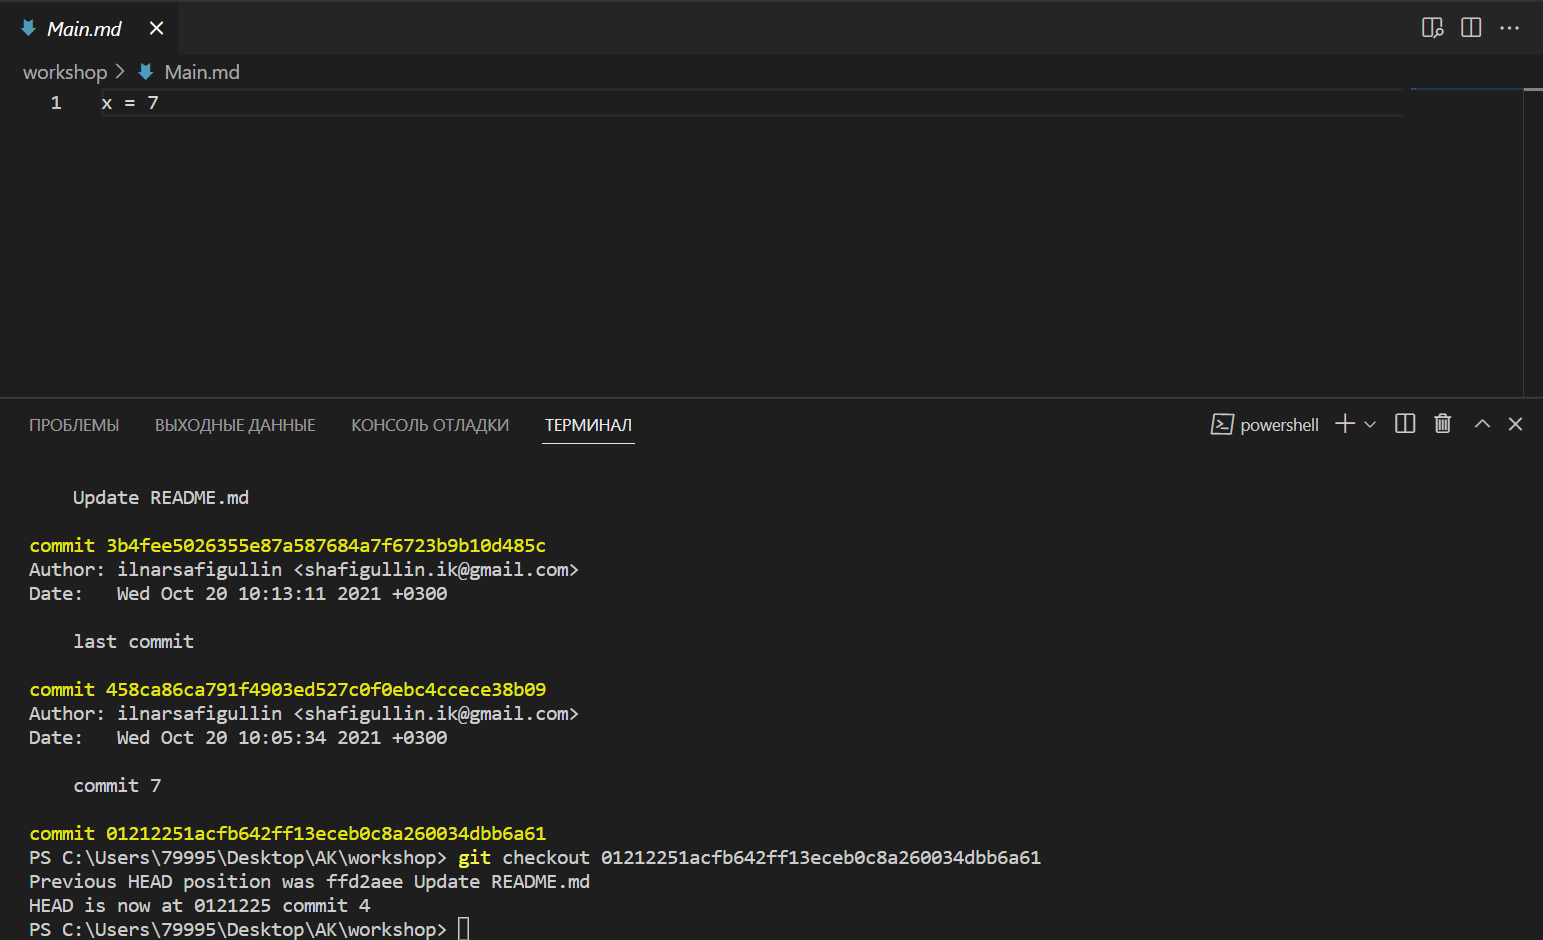 Main.md
workshop > Main.md
1 x = 7
ПРОБЛЕМЫ ВЫХОДНЫЕ ДАННЫЕ КОНСОЛЬ ОТЛАДКИ ТЕРМИНАЛ powershell
Update README.md
commit 3b4fee5026355e87a587684a7f6723b9b10d485c
Author: ilnarsafigullin <shafigullin.ik@gmail.com>
Date:   Wed Oct 20 10:13:11 2021 +0300
last commit
commit 458ca86ca791f4903ed527c0f0ebc4ccece38b09
Author: ilnarsafigullin <shafigullin.ik@gmail.com>
Date:   Wed Oct 20 10:05:34 2021 +0300
commit 7
commit 01212251acfb642ff13eceb0c8a260034dbb6a61
PS C:\Users\79995\Desktop\AK\workshop> git checkout 01212251acfb642ff13eceb0c8a260034dbb6a61
Previous HEAD position was ffd2aee Update README.md
HEAD is now at 0121225 commit 4
PS C:\Users\79995\Desktop\AK\workshop>